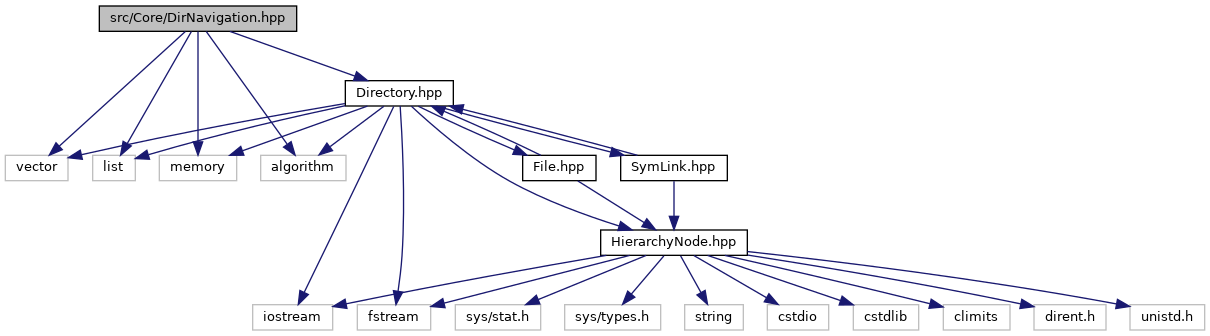 src/Core/DirNavigation.hpp
Directory.hpp
vector
list
memory
algorithm
File.hpp
SymLink.hpp
HierarchyNode.hpp
iostream
fstream
sys/stat.h
sys/types.h
string
cstdio
cstdlib
climits
dirent.h
unistd.h